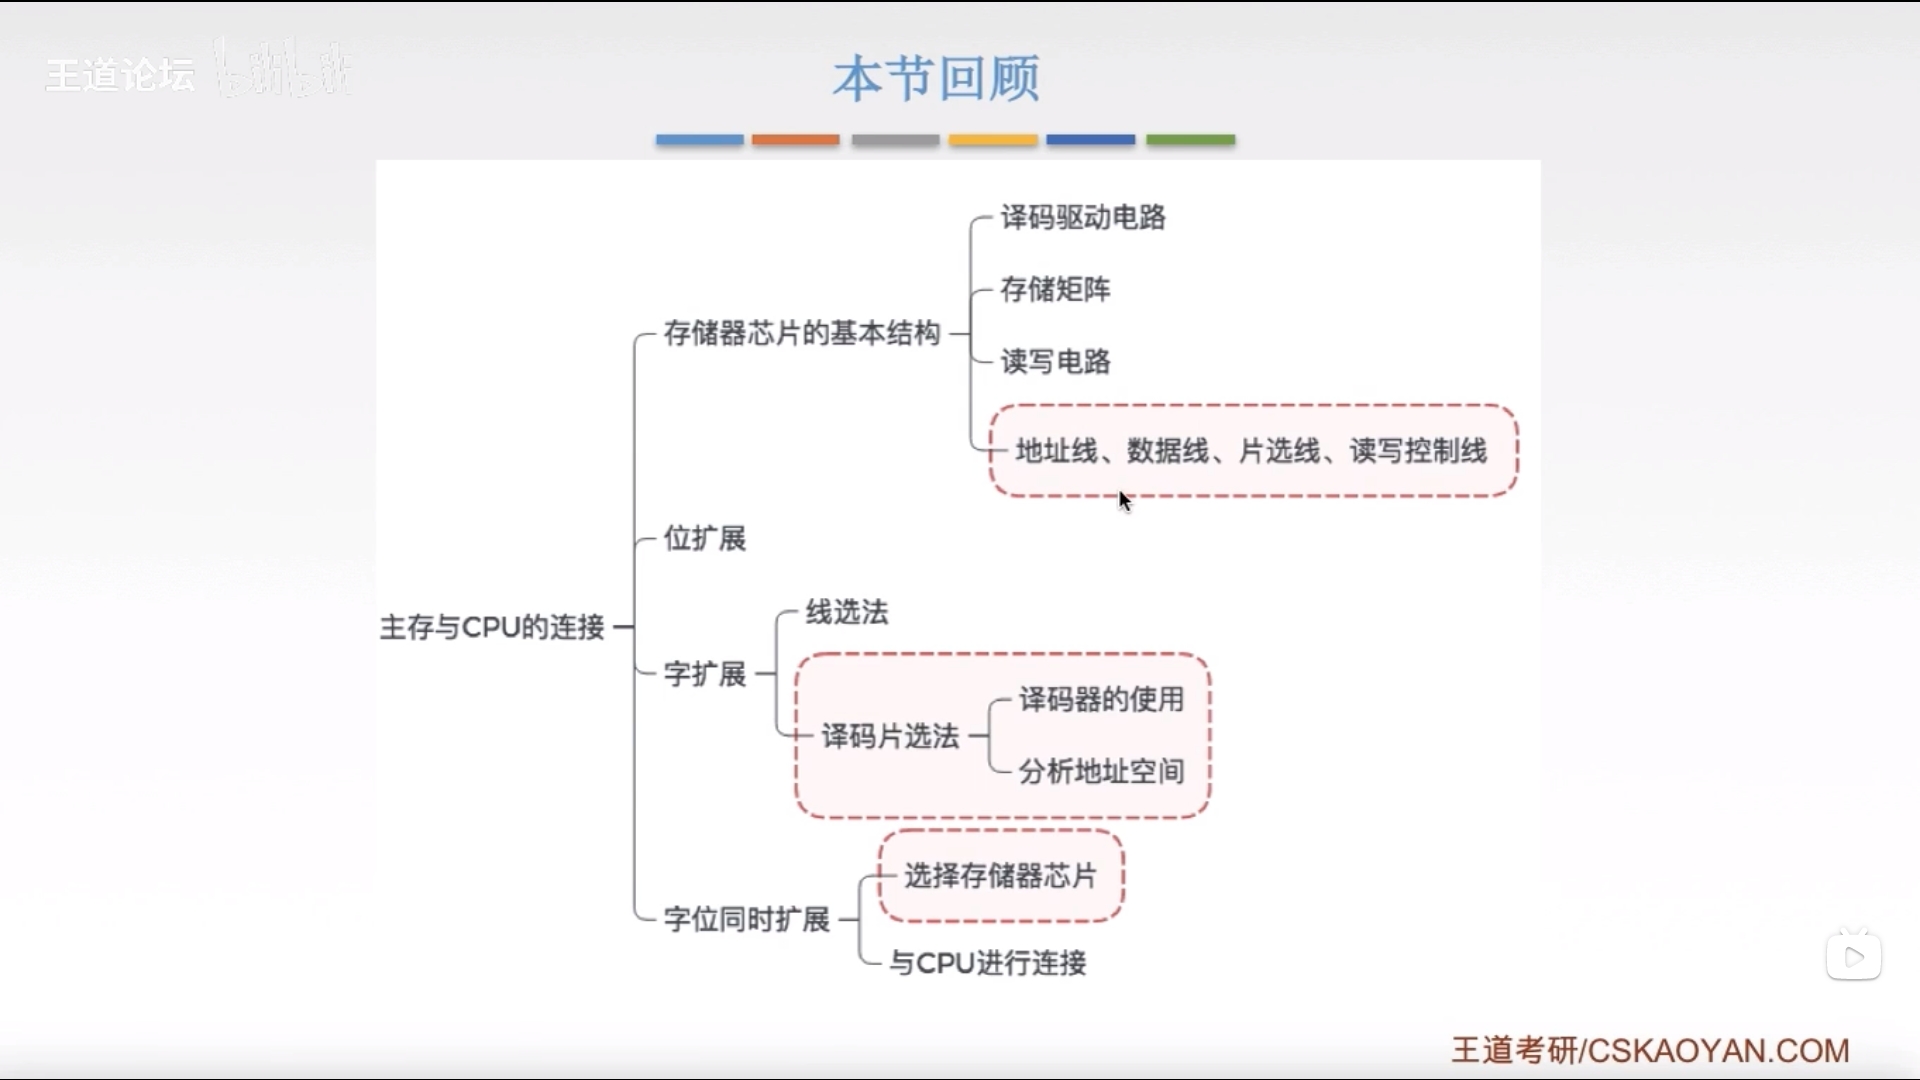 王道论坛 bilibili
本节回顾
译码驱动电路
存储矩阵
存储器芯片的基本结构
读写电路
地址线、数据线、片选线、读写控制线
位扩展
线选法
主存与CPU的连接
字扩展
译码器的使用
译码片选法
分析地址空间
选择存储器芯片
字位同时扩展
与CPU进行连接
王道考研/CSKAOYAN.COM